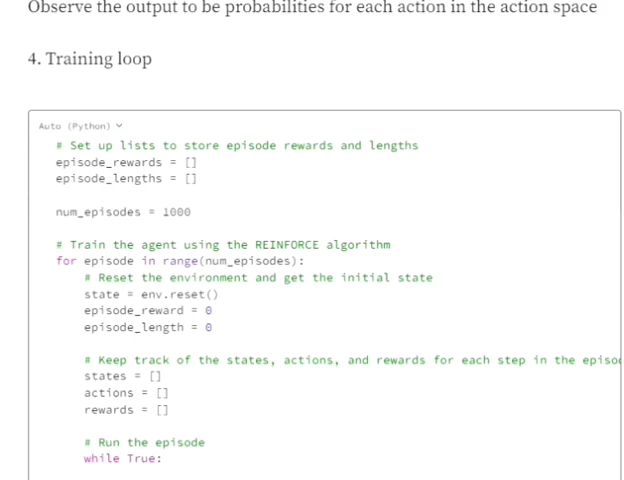 Observe the output to be probabilities for each action in the action space
4. Training loop
Auto (Python)
# Set up lists to store episode rewards and lengths
episode_rewards = []
episode_lengths = []
num_episodes = 1000
# Train the agent using the REINFORCE algorithm
for episode in range(num_episodes):
# Reset the environment and get the initial state
state = env.reset()
episode_reward = 0
episode_length = 0
# Keep track of the states, actions, and rewards for each step in the episo
states = []
actions = []
rewards = []
# Run the episode
while True: